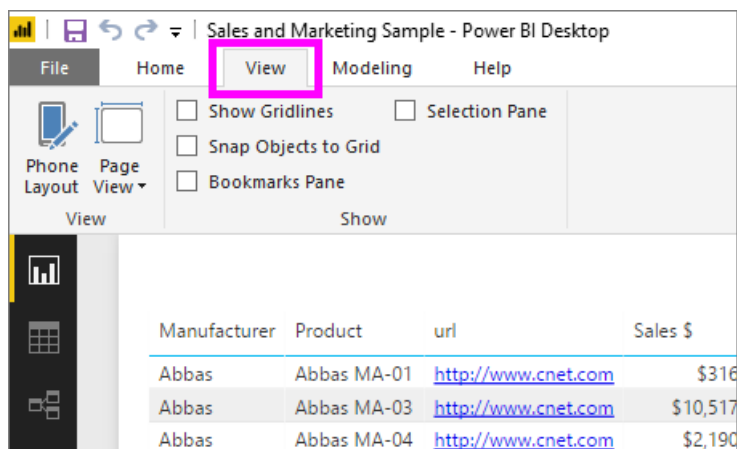 Sales and Marketing Sample - Power BI Desktop
File Home View Modeling Help
Show Gridlines Selection Pane
Snap Objects to Grid
Bookmarks Pane
Phone Layout
Page View
View Show
Manufacturer Product url Sales $
Abbas Abbas MA-01 http://www.cnet.com $316
Abbas Abbas MA-03 http://www.cnet.com $10,517
Abbas Abbas MA-04 http://www.cnet.com $2,190